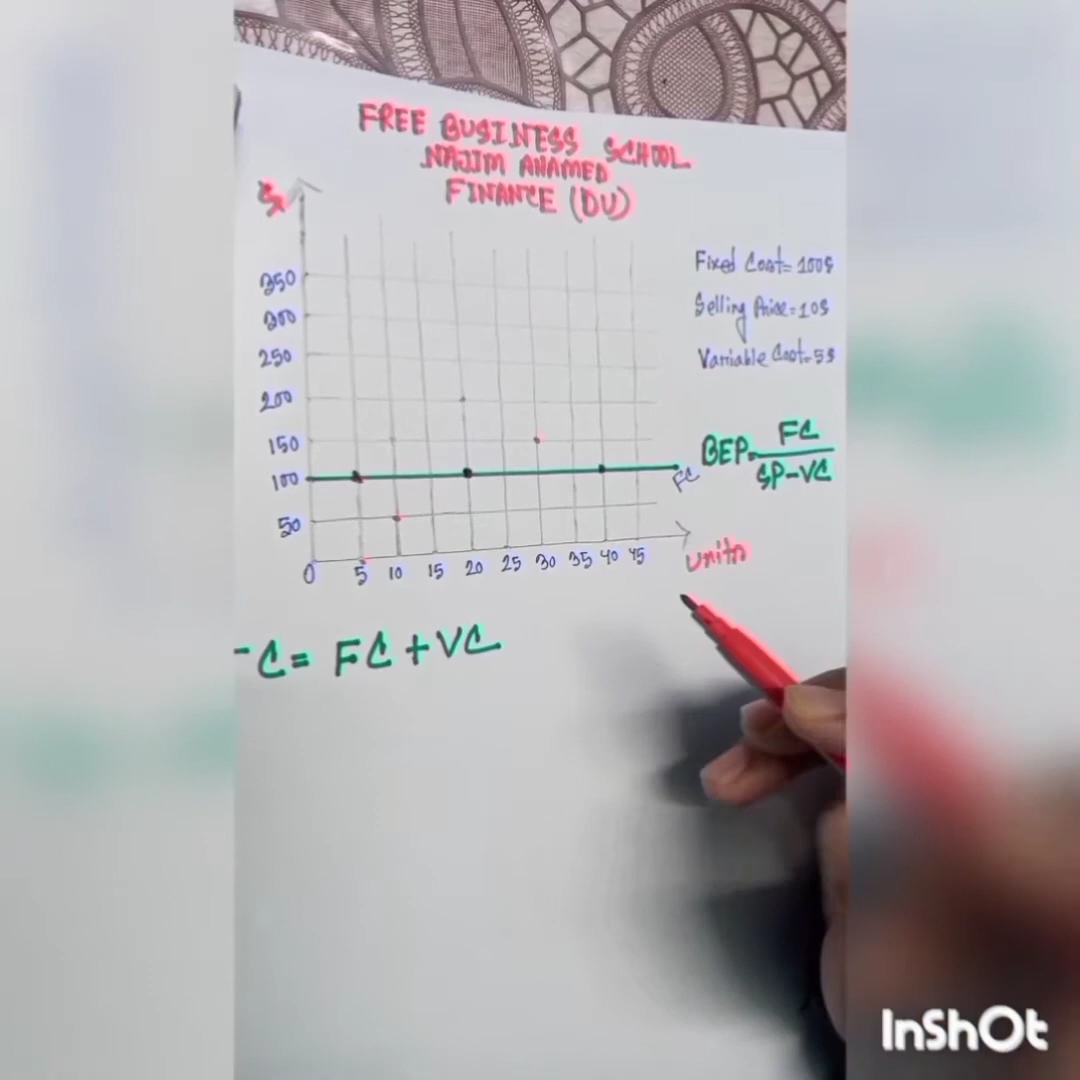 FREE BUSINESS SCHOOL
NAJIM AHAMED
FINANCE (DU)
$
350
300
250
200
150
100
50
0 5 10 15 20 25 30 35 40 45
FC
units
Fixed Cost= 100$
Selling Price=10$
Variable Cost=5$
BEP= FC
SP-VC
C= FC+VC
InShOt